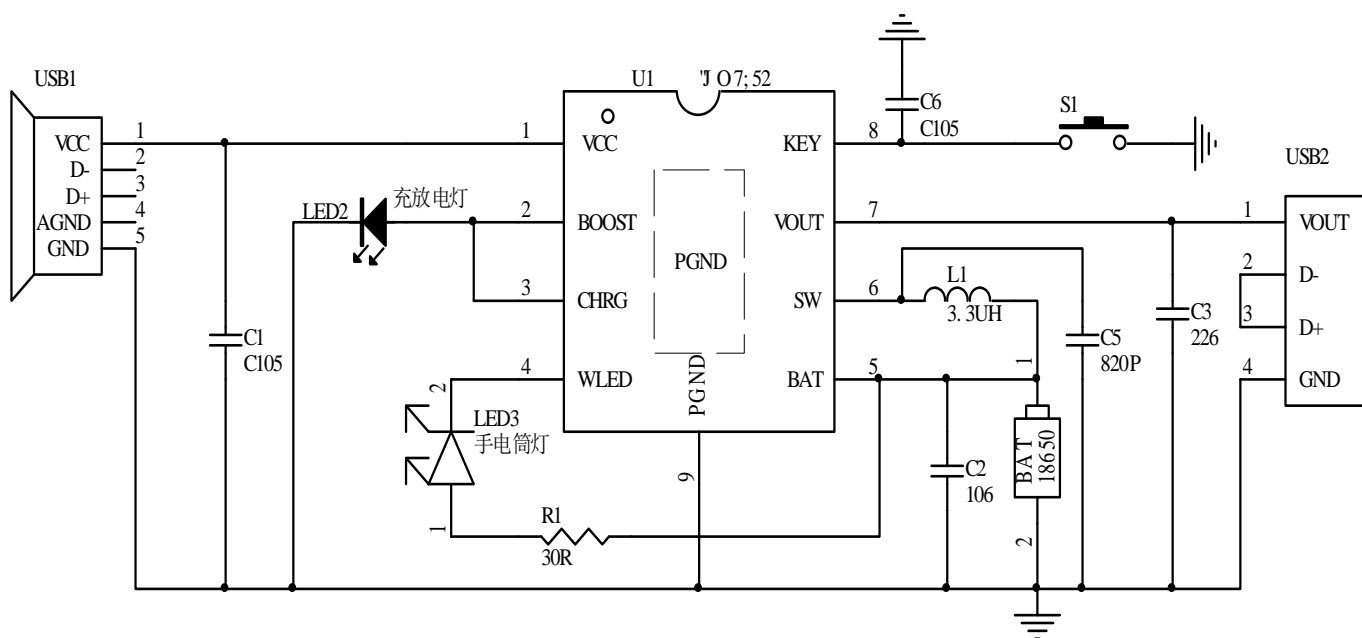 USB1
VCC 1
D- 2
D+ 3
AGND 4
GND 5
C1
C105
LED2
充放电灯
U1
"J O 7; 52
1 VCC
2 BOOST
3 CHRG
4 WLED
PGND
PGND
9
KEY 8
VOUT 7
SW 6
BAT 5
C6
C105
S1
L1
3.3UH
C5
820P
C3
226
USB2
1 VOUT
2 D-
3 D+
4 GND
2
LED3
手电筒灯
1
R1
30R
C2
106
1
BAT
18650
2